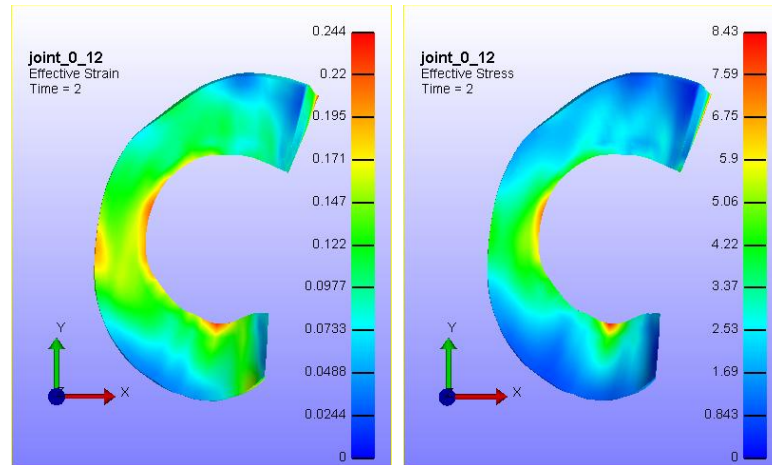 joint_0_12
Effective Strain
Time = 2
0.244
0.22
0.195
0.171
0.147
0.122
0.0977
0.0733
0.0488
0.0244
0
Y
X
joint_0_12
Effective Stress
Time = 2
8.43
7.59
6.75
5.9
5.06
4.22
3.37
2.53
1.69
0.843
0
Y
X